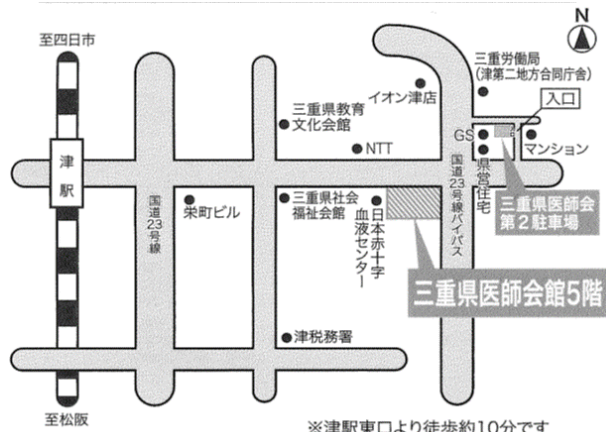 N
至四日市
三重労働局
(津第二地方合同庁舎)
イオン津店
入口
三重県教育
文化会館
NTT
GS
マンション
津駅
国道23号線
栄町ビル
三重県社会
福祉会館
日本赤十字
血液センター
国道23号線バイパス
県営住宅
三重県医師会
第2駐車場
三重県医師会館5階
津税務署
至松阪
※津駅東口より徒歩約10分です